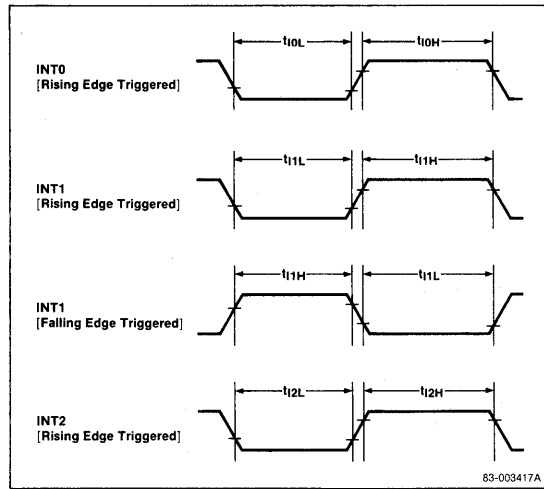 tI0L tI0H
INT0
[Rising Edge Triggered]
tI1L tI1H
INT1
[Rising Edge Triggered]
tI1H tI1L
INT1
[Falling Edge Triggered]
tI2L tI2H
INT2
[Rising Edge Triggered]
83-003417A